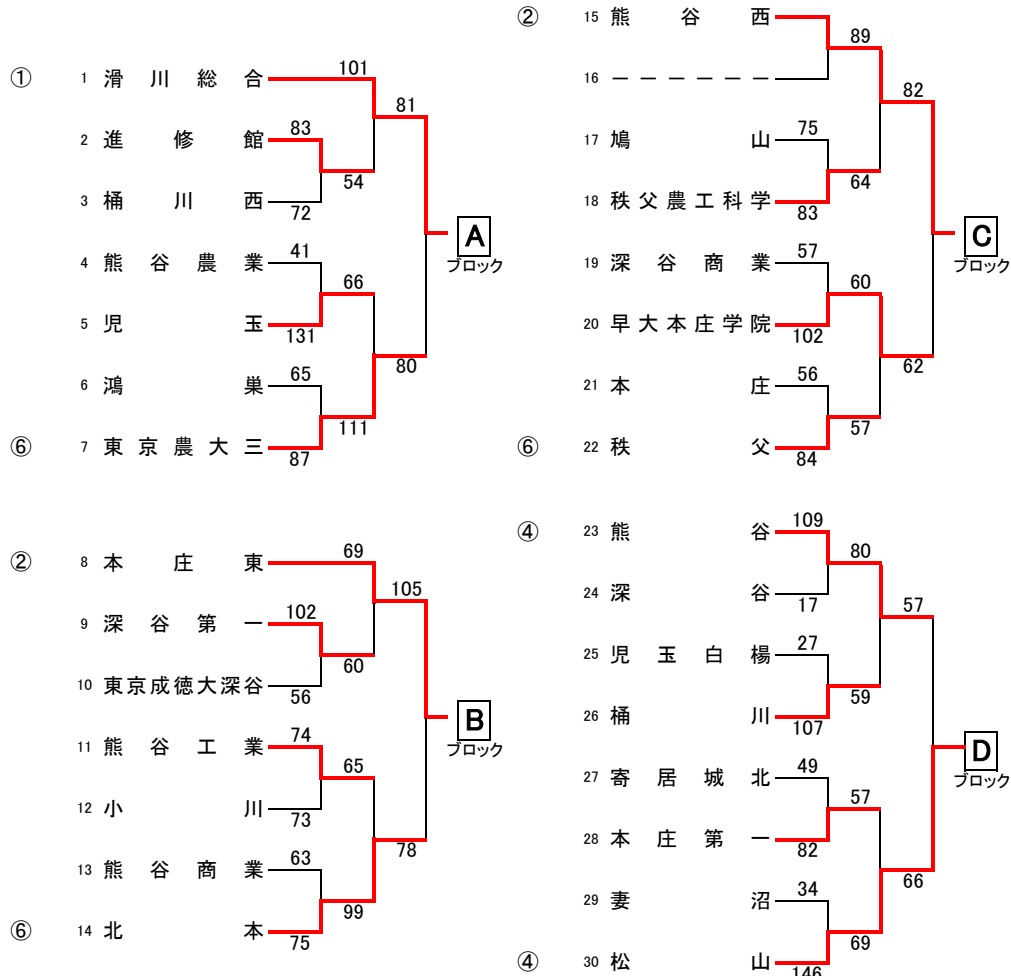 101
① 1 滑川総合
81
83
2 進修館
54
3 桶川西
72
A
ブロック
41
4 熊谷農業
66
5 児玉
131
80
65
6 鴻巣
111
⑥ 7 東京農大三
87
69
② 8 本庄東
105
102
9 深谷第一
60
10 東京成徳大深谷
56
B
ブロック
74
11 熊谷工業
65
12 小川
73
78
63
13 熊谷商業
99
⑥ 14 北本
75
② 15 熊谷西
89
16 －－－－－－
82
75
17 鳩山
64
18 秩父農工科学
83
C
ブロック
57
19 深谷商業
60
20 早大本庄学院
102
62
56
21 本庄
57
⑥ 22 秩父
84
109
④ 23 熊谷
80
24 深谷
17
57
27
25 児玉白楊
59
26 桶川
107
D
ブロック
49
27 寄居城北
57
28 本庄第一
82
66
34
29 妻沼
69
④ 30 松山
146